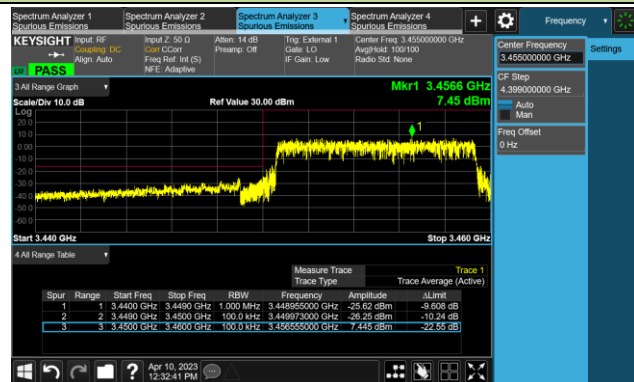 Spectrum Analyzer 1
Spurious Emissions
Spectrum Analyzer 2
Spurious Emissions
Spectrum Analyzer 3
Spurious Emissions
Spectrum Analyzer 4
Spurious Emissions
Frequency
KEYSIGHT
Input: RF
Coupling: DC
Align: Auto
Input Z: 50 Ω
Corr CCorr
Freq Ref: Int (S)
NFE: Adaptive
Atten: 14 dB
Preamp: Off
Trig: External 1
Gate: LO
IF Gain: Low
Center Freq: 3.455000000 GHz
Avg|Hold: 100/100
Radio Std: None
PASS
Center Frequency
3.455000000 GHz
Settings
CF Step
4.399000000 GHz
Auto
Man
Freq Offset
0 Hz
3 All Range Graph
Mkr1 3.4566 GHz
Scale/Div 10.0 dB
Ref Value 30.00 dBm
7.45 dBm
Log
20.0
10.0
0.00
-10.0
-20.0
-30.0
-40.0
-50.0
-60.0
1
Start 3.440 GHz
Stop 3.460 GHz
4 All Range Table
Measure Trace Trace 1
Trace Type Trace Average (Active)
Spur Range Start Freq Stop Freq RBW Frequency Amplitude ΔLimit
1 1 3.4400 GHz 3.4490 GHz 1.000 MHz 3.448955000 GHz -25.62 dBm -9.608 dB
2 2 3.4490 GHz 3.4500 GHz 100.0 kHz 3.449973000 GHz -26.25 dBm -10.24 dB
3 3 3.4500 GHz 3.4600 GHz 100.0 kHz 3.456555000 GHz 7.445 dBm -22.55 dB
Apr 10, 2023
12:32:41 PM